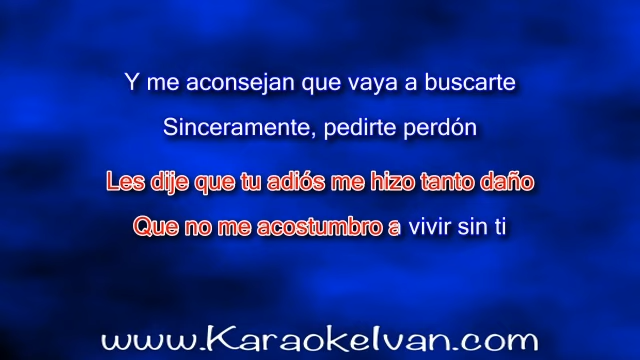 Y me aconsejan que vaya a buscarte
Sinceramente, pedirte perdón
Les dije que tu adiós me hizo tanto daño
Que no me acostumbro a vivir sin ti
www.KaraokeIvan.com